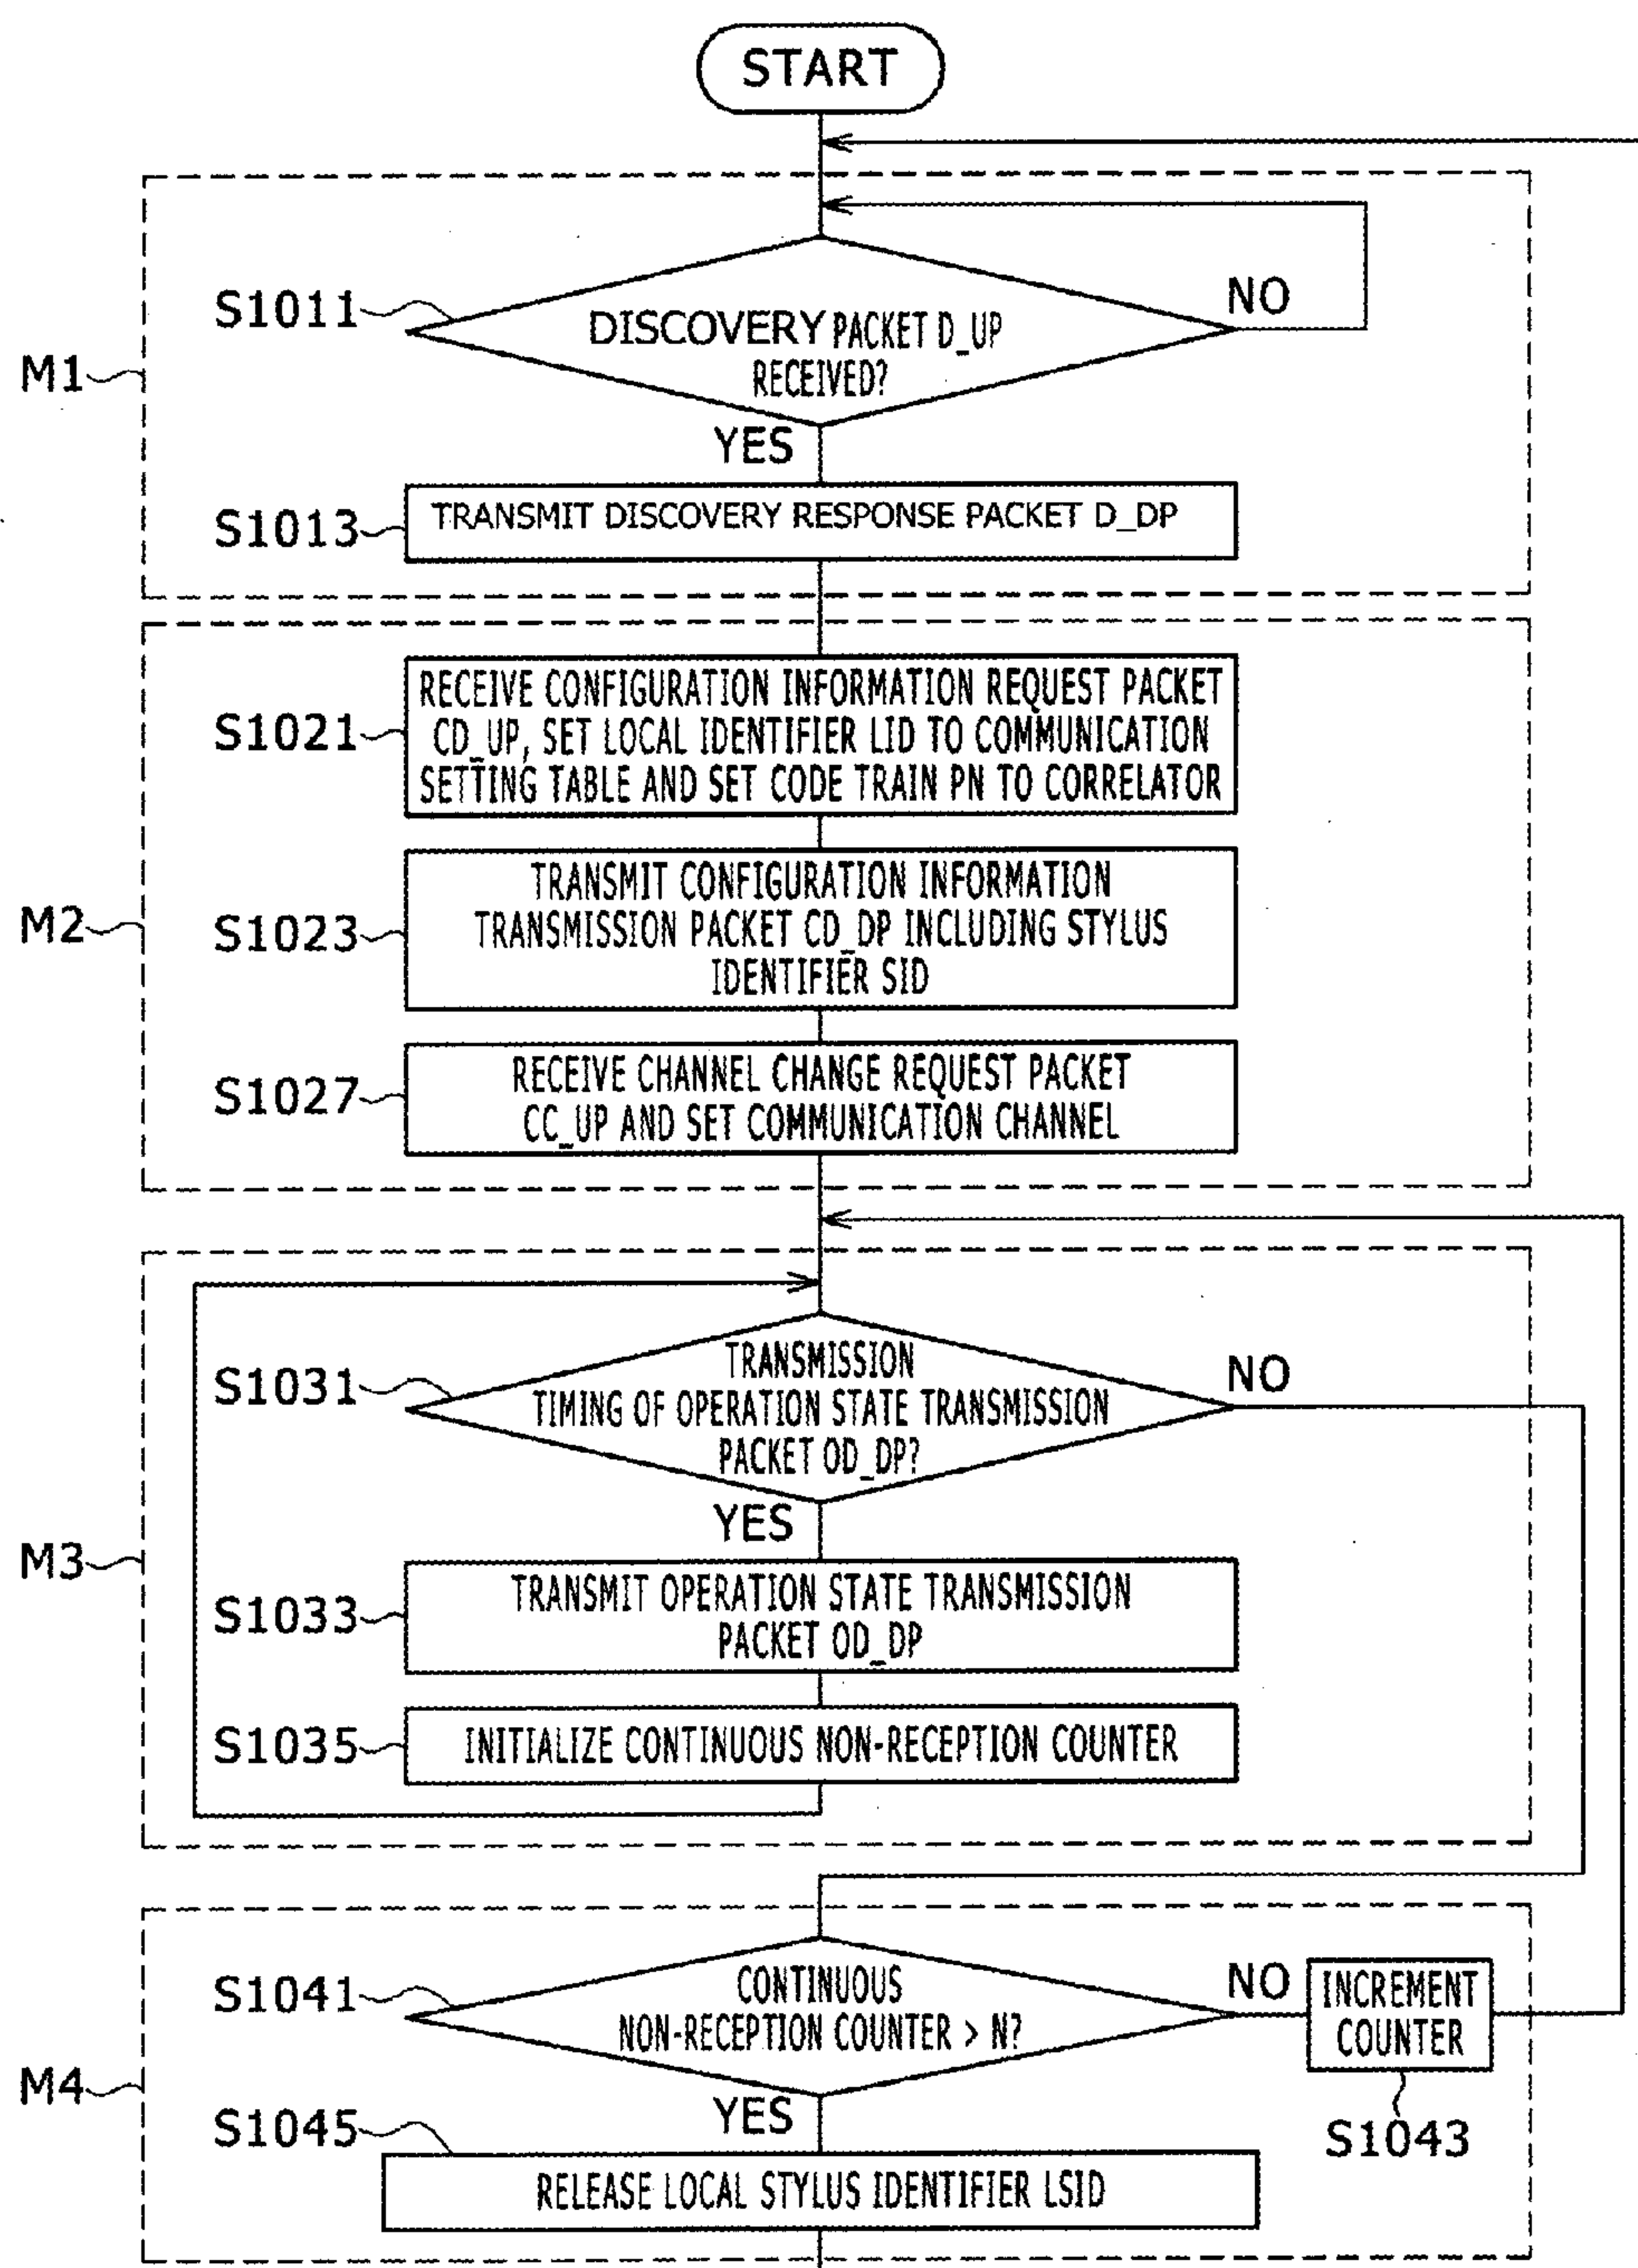 START
S1011
DISCOVERY PACKET D_UP
RECEIVED?
NO
M1
YES
S1013
TRANSMIT DISCOVERY RESPONSE PACKET D_DP
S1021
RECEIVE CONFIGURATION INFORMATION REQUEST PACKET
CD_UP, SET LOCAL IDENTIFIER LID TO COMMUNICATION
SETTING TABLE AND SET CODE TRAIN PN TO CORRELATOR
M2
S1023
TRANSMIT CONFIGURATION INFORMATION
TRANSMISSION PACKET CD_DP INCLUDING STYLUS
IDENTIFIER SID
S1027
RECEIVE CHANNEL CHANGE REQUEST PACKET
CC_UP AND SET COMMUNICATION CHANNEL
S1031
TRANSMISSION
TIMING OF OPERATION STATE TRANSMISSION
PACKET OD_DP?
NO
YES
M3
S1033
TRANSMIT OPERATION STATE TRANSMISSION
PACKET OD_DP
S1035
INITIALIZE CONTINUOUS NON-RECEPTION COUNTER
S1041
CONTINUOUS
NON-RECEPTION COUNTER > N?
NO
INCREMENT
COUNTER
M4
YES
S1043
S1045
RELEASE LOCAL STYLUS IDENTIFIER LSID